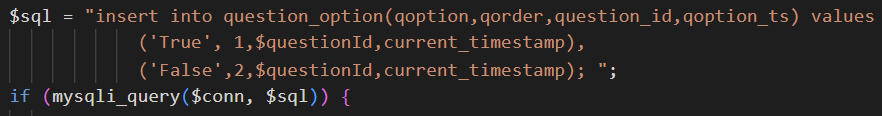 $sql = "insert into question_option(qoption,qorder,question_id,qoption_ts) values
('True', 1,$questionId,current_timestamp),
('False',2,$questionId,current_timestamp); ";
if (mysqli_query($conn, $sql)) {